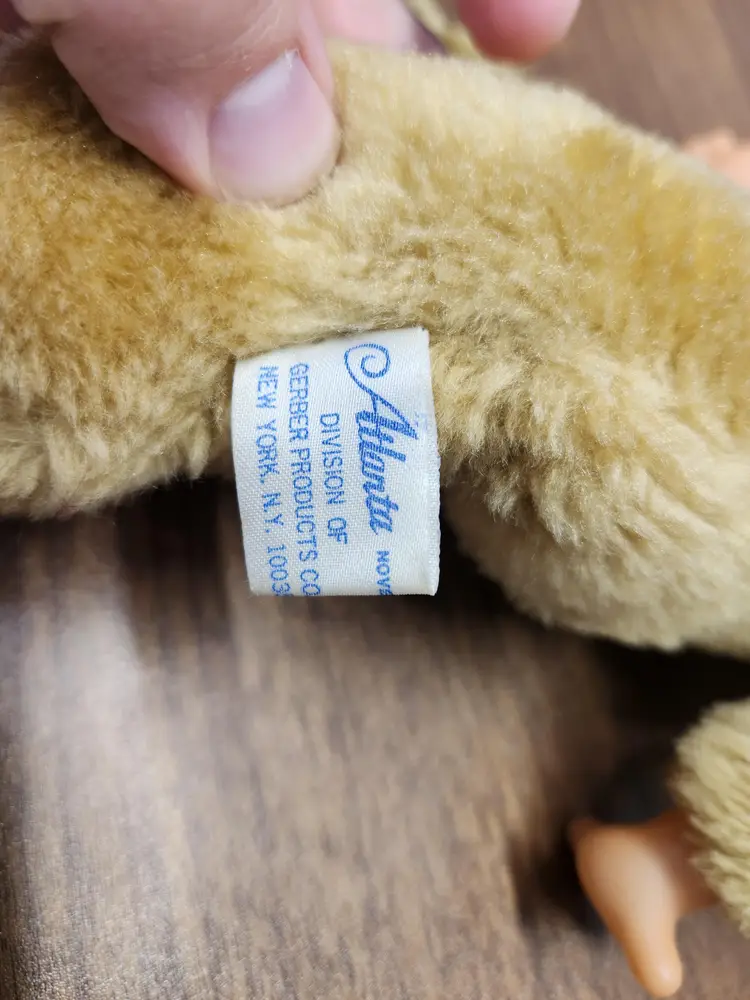 Atlanta
DIVISION OF
GERBER PRODUCTS CO
NEW YORK, N.Y. 1003